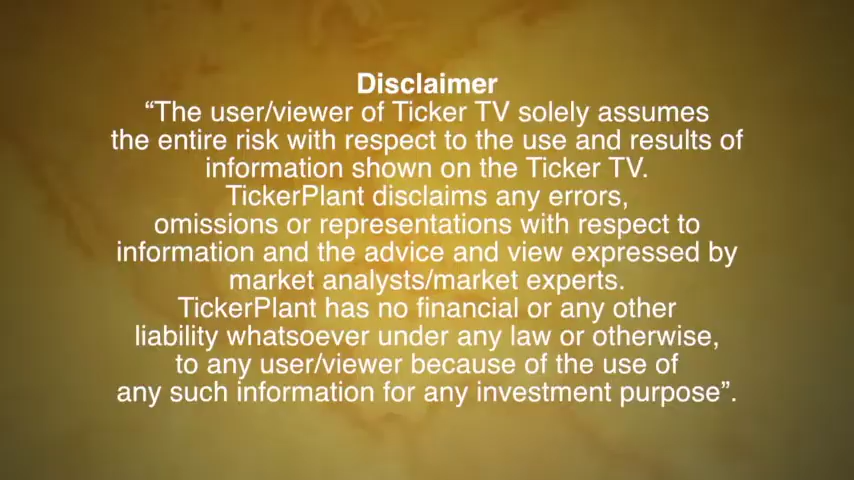 Disclaimer
“The user/viewer of Ticker TV solely assumes
the entire risk with respect to the use and results of
information shown on the Ticker TV.
TickerPlant disclaims any errors,
omissions or representations with respect to
information and the advice and view expressed by
market analysts/market experts.
TickerPlant has no financial or any other
liability whatsoever under any law or otherwise,
to any user/viewer because of the use of
any such information for any investment purpose”.